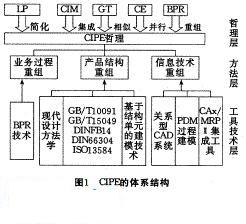 LP CIM GT CE BPR
简化 集成 相似 并行 重组
CIPE哲理
哲理层
业务过程重组
产品结构重组
信息技术重组
方法层
BPR技术
现代设计方法学
GB/T10091
GB/T15049
DINFB14
DIN66304
ISO13584
基于结构单元的建模技术
关系型CAD系统
PDM过程建模
CAx/MRPⅡ集成工具
工具技术层
图1 CIPE的体系结构